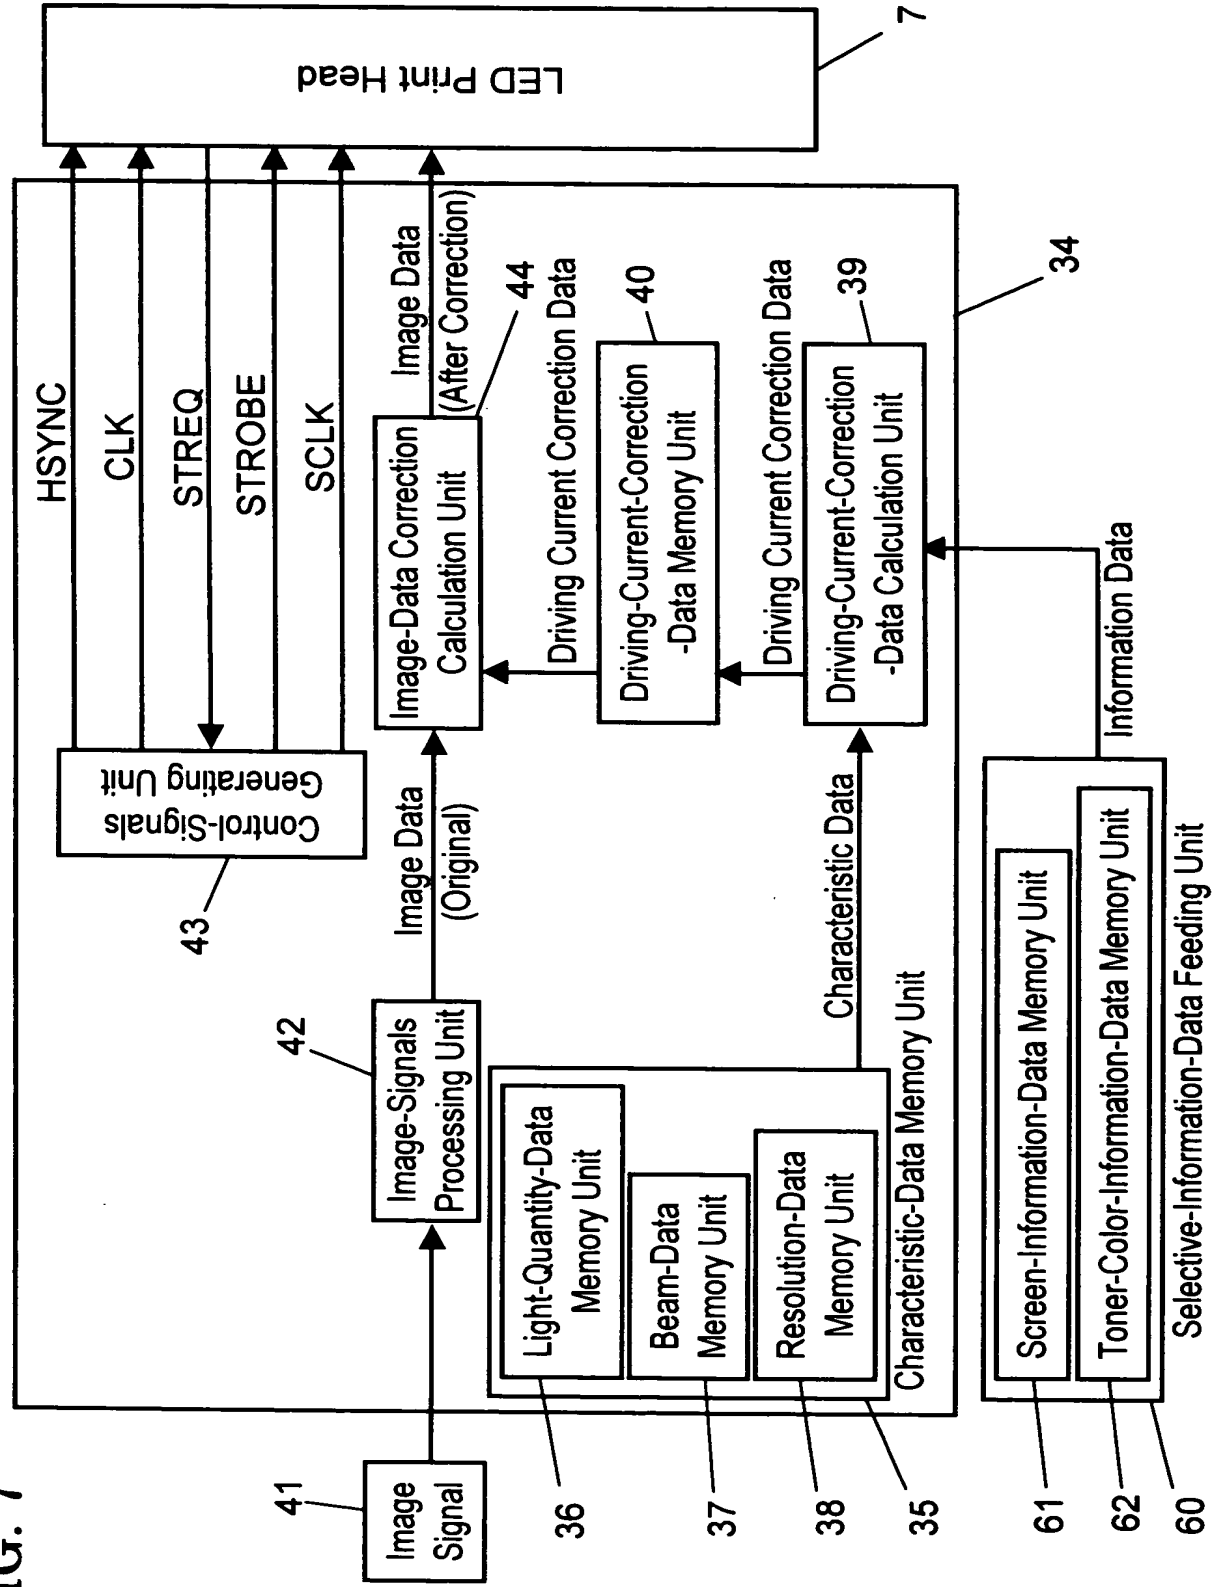 IG. 7
41
Image
Signal
42
Image-Signals
Processing Unit
Image Data
(Original)
43
Control-Signals
Generating Unit
HSYNC
CLK
STREQ
STROBE
SCLK
LED Print Head
7
Image-Data Correction
Calculation Unit
44
Image Data
(After Correction)
Driving Current Correction Data
Driving-Current-Correction
-Data Memory Unit
40
Driving Current Correction Data
Driving-Current-Correction
-Data Calculation Unit
39
34
Characteristic Data
Light-Quantity-Data
Memory Unit
36
Beam-Data
Memory Unit
37
Resolution-Data
Memory Unit
38
Characteristic-Data Memory Unit
35
Information Data
Screen-Information-Data Memory Unit
61
Toner-Color-Information-Data Memory Unit
62
Selective-Information-Data Feeding Unit
60